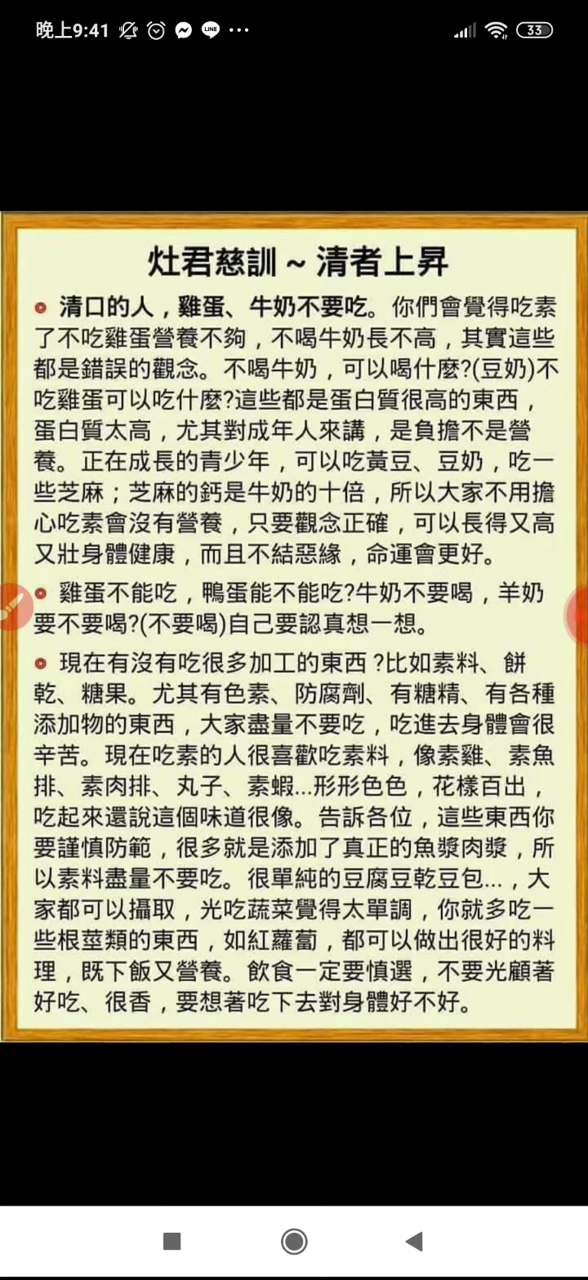 晚上9:41
LINE
33
灶君慈訓 ~ 清者上昇
清口的人，雞蛋、牛奶不要吃。你們會覺得吃素
了不吃雞蛋營養不夠，不喝牛奶長不高，其實這些
都是錯誤的觀念。不喝牛奶，可以喝什麼?(豆奶)不
吃雞蛋可以吃什麼?這些都是蛋白質很高的東西，
蛋白質太高，尤其對成年人來講，是負擔不是營
養。正在成長的青少年，可以吃黃豆、豆奶，吃一
些芝麻；芝麻的鈣是牛奶的十倍，所以大家不用擔
心吃素會沒有營養，只要觀念正確，可以長得又高
又壯身體健康，而且不結惡緣，命運會更好。
雞蛋不能吃，鴨蛋能不能吃?牛奶不要喝，羊奶
要不要喝?(不要喝)自己要認真想一想。
現在有沒有吃很多加工的東西?比如素料、餅
乾、糖果。尤其有色素、防腐劑、有糖精、有各種
添加物的東西，大家盡量不要吃，吃進去身體會很
辛苦。現在吃素的人很喜歡吃素料，像素雞、素魚
排、素肉排、丸子、素蝦...形形色色，花樣百出，
吃起來還說這個味道很像。告訴各位，這些東西你
要謹慎防範，很多就是添加了真正的魚漿肉漿，所
以素料盡量不要吃。很單純的豆腐豆乾豆包...，大
家都可以攝取，光吃蔬菜覺得太單調，你就多吃一
些根莖類的東西，如紅蘿蔔，都可以做出很好的料
理，既下飯又營養。飲食一定要慎選，不要光顧著
好吃、很香，要想著吃下去對身體好不好。